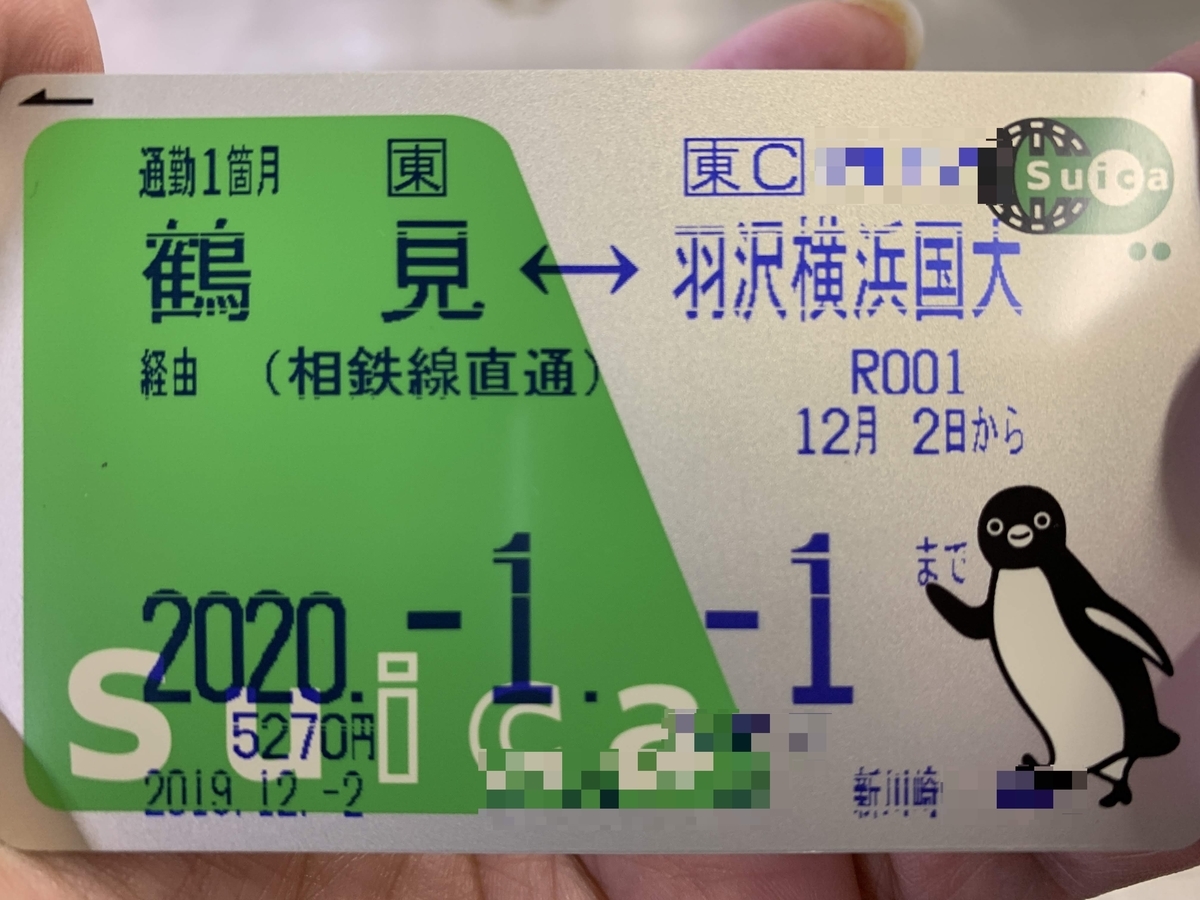 通勤1箇月 東 東C Suica
鶴見↔羽沢横浜国大
経由 (相鉄線直通) R001
12月 2日から
2020.-1.-1まで
Suica
5270円
2019.12.-2 新川崎